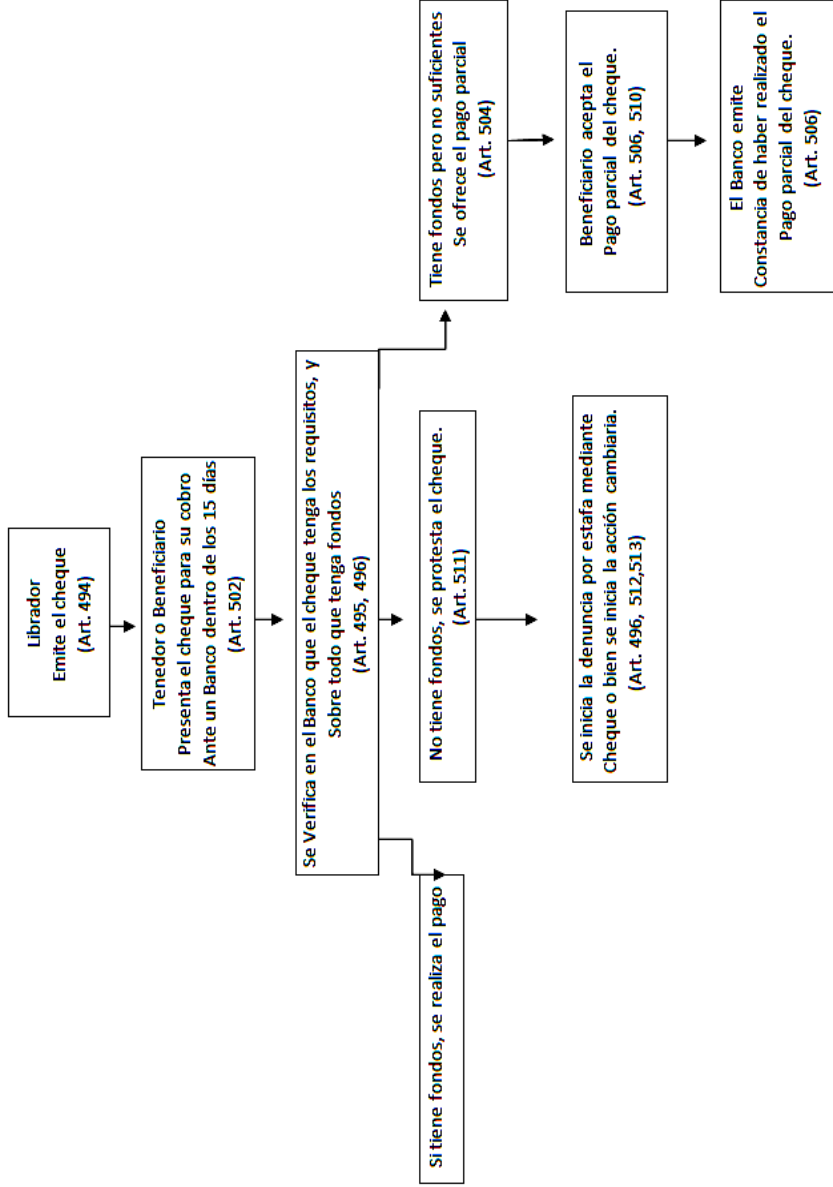 Librador
Emite el cheque
(Art. 494)
Tenedor o Beneficiario
Presenta el cheque para su cobro
Ante un Banco dentro de los 15 días
(Art. 502)
Se Verifica en el Banco que el cheque tenga los requisitos, y
Sobre todo que tenga fondos
(Art. 495, 496)
Si tiene fondos, se realiza el pago
No tiene fondos, se protesta el cheque.
(Art. 511)
Se inicia la denuncia por estafa mediante
Cheque o bien se inicia la acción cambiaria.
(Art. 496, 512,513)
Tiene fondos pero no suficientes
Se ofrece el pago parcial
(Art. 504)
Beneficiario acepta el
Pago parcial del cheque.
(Art. 506, 510)
El Banco emite
Constancia de haber realizado el
Pago parcial del cheque.
(Art. 506)